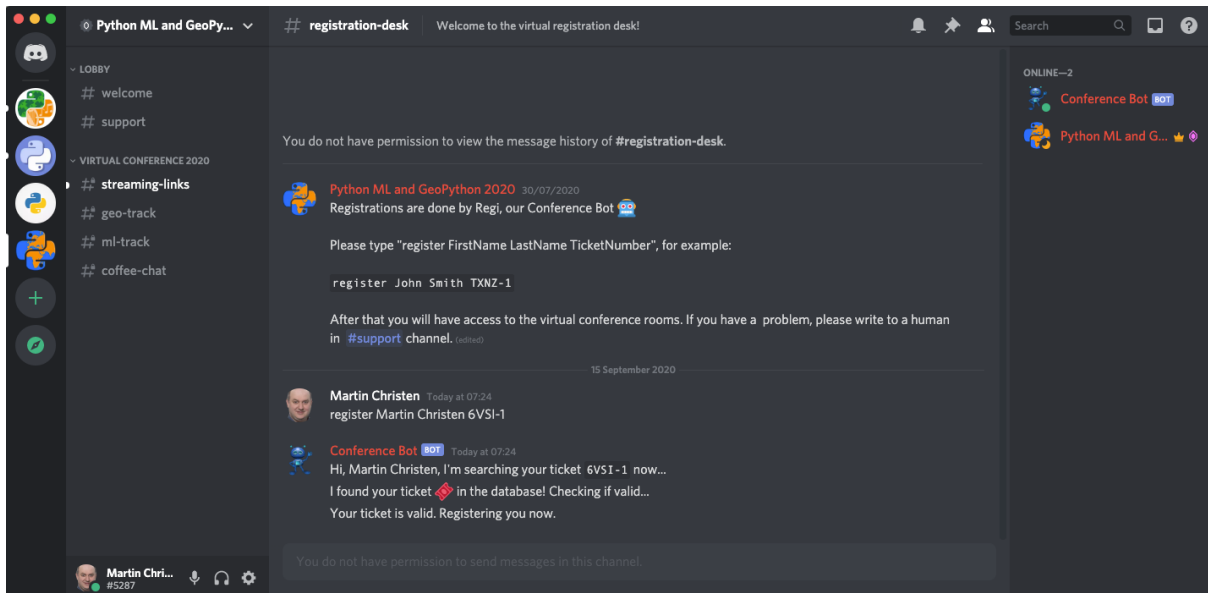 Python ML and GeoPy...
# registration-desk
Welcome to the virtual registration desk!
Search
LOBBY
# welcome
# support
VIRTUAL CONFERENCE 2020
# streaming-links
# geo-track
# ml-track
# coffee-chat
Martin Chri...
#5287
You do not have permission to view the message history of #registration-desk.
Python ML and GeoPython 2020 30/07/2020
Registrations are done by Regi, our Conference Bot
Please type "register FirstName LastName TicketNumber", for example:
register John Smith TXNZ-1
After that you will have access to the virtual conference rooms. If you have a problem, please write to a human
in #support channel. (edited)
15 September 2020
Martin Christen Today at 07:24
register Martin Christen 6VSI-1
Conference Bot BOT Today at 07:24
Hi, Martin Christen, I'm searching your ticket 6VSI-1 now...
I found your ticket in the database! Checking if valid...
Your ticket is valid. Registering you now.
You do not have permission to send messages in this channel.
ONLINE—2
Conference Bot BOT
Python ML and G...